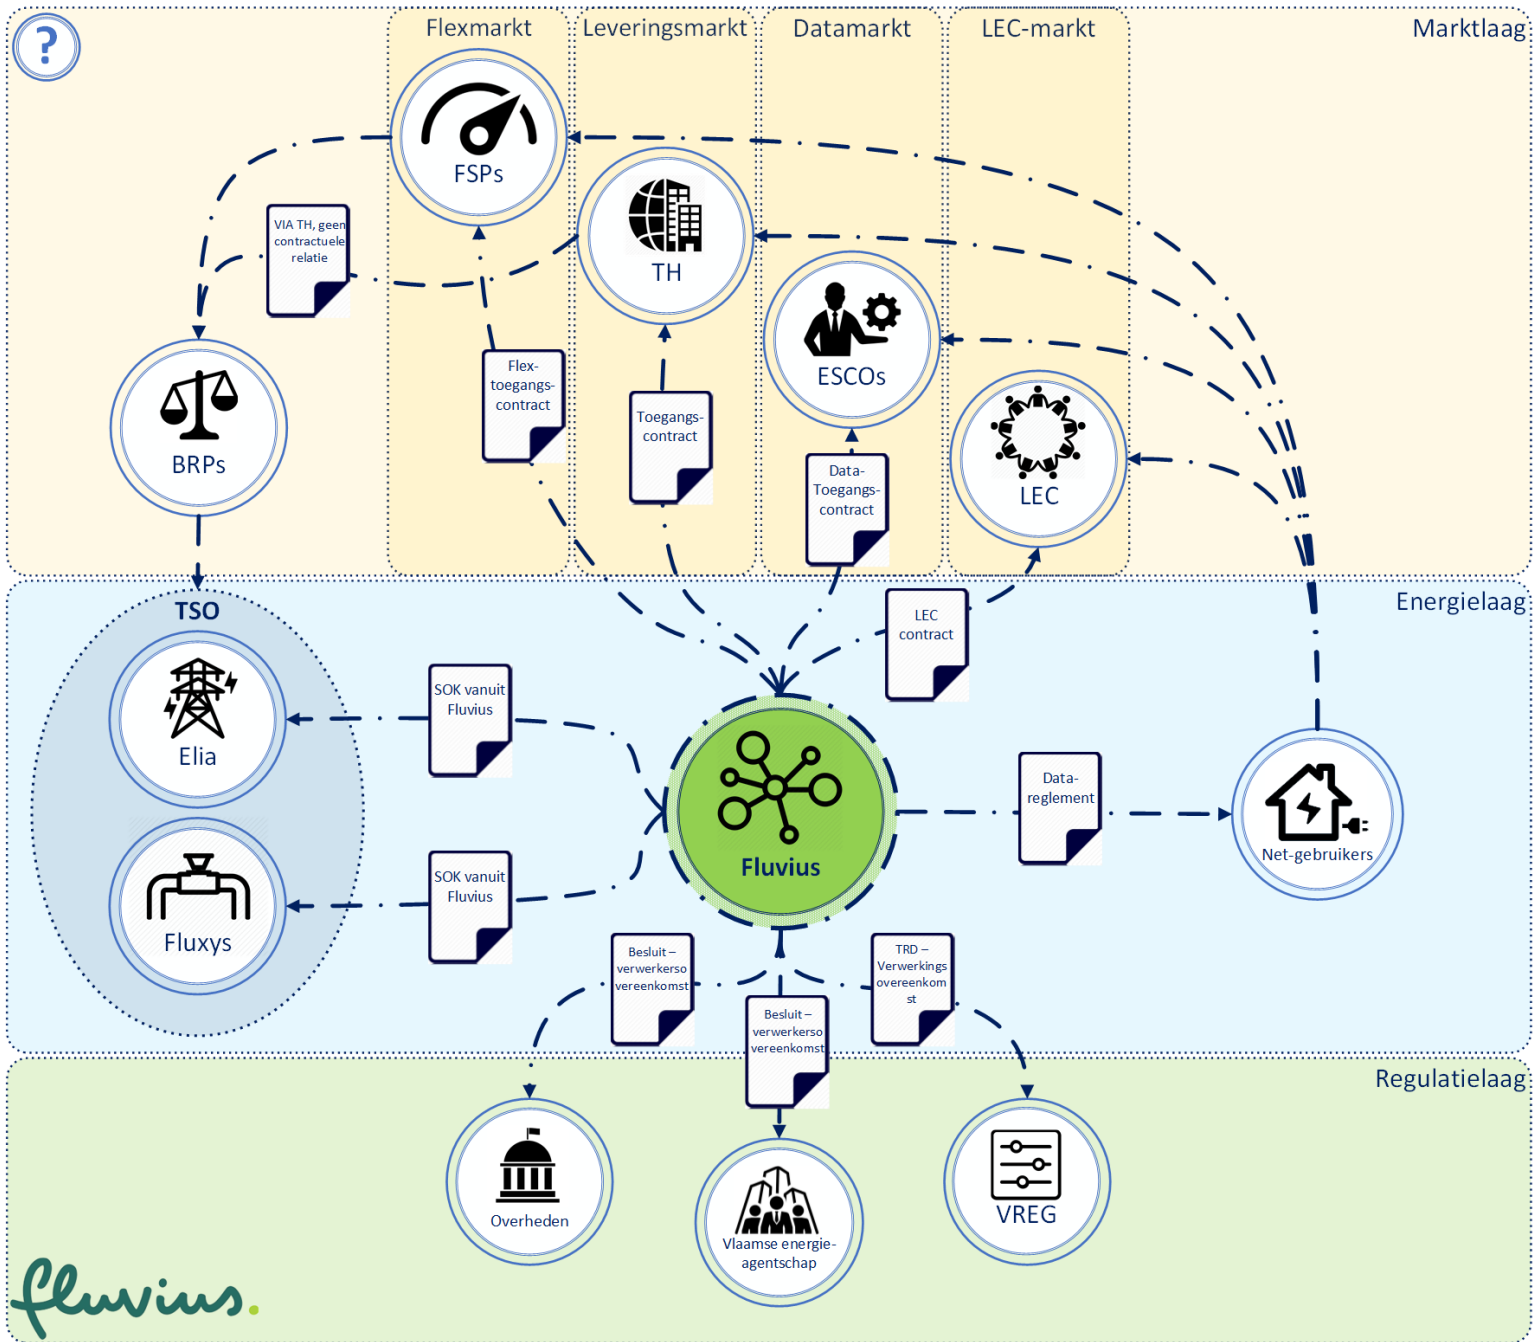 ?
Flexmarkt
Leveringsmarkt
Datamarkt
LEC-markt
Marktlaag
FSPs
TH
ESCOs
LEC
BRPs
VIA TH, geen
contractuele
relatie
Flex-
toegangs-
contract
Toegangs-
contract
Data-
Toegangs-
contract
LEC
contract
Energielaag
TSO
Elia
Fluxys
SOK vanuit
Fluvius
SOK vanuit
Fluvius
Fluvius
Data-
reglement
Net-gebruikers
Besluit –
verwerkerso
vereenkomst
Besluit –
verwerkerso
vereenkomst
TRD –
Verwerkings
overeenkom
st
Regulatielaag
Overheden
Vlaamse energie-
agentschap
VREG
fluvius.